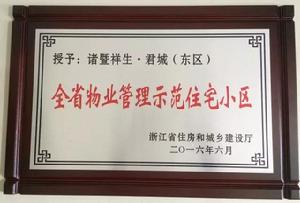 授予：诸暨祥生·君城（东区）
全省物业管理示范住宅小区
浙江省住房和城乡建设厅
二〇一六年六月